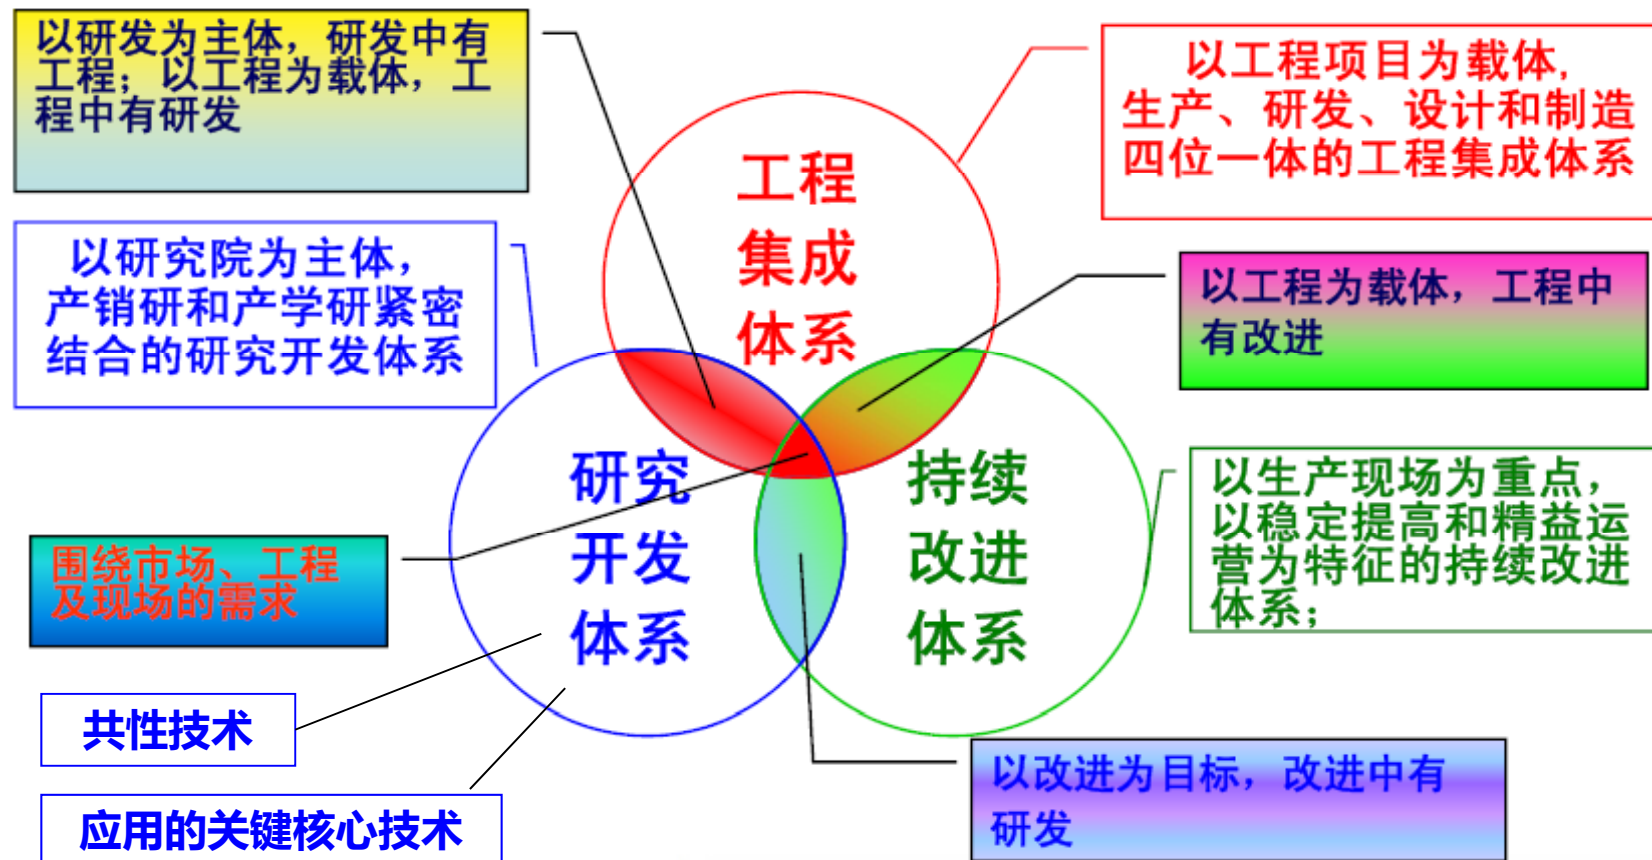 以研发为主体，研发中有
工程；以工程为载体，工
程中有研发
以工程项目为载体,
生产、研发、设计和制造
四位一体的工程集成体系
工程
集成
体系
以研究院为主体，
产销研和产学研紧密
结合的研究开发体系
以工程为载体，工程中
有改进
研究
开发
体系
持续
改进
体系
以生产现场为重点，
以稳定提高和精益运
营为特征的持续改进
体系；
围绕市场、工程
及现场的需求
共性技术
应用的关键核心技术
以改进为目标，改进中有
研发